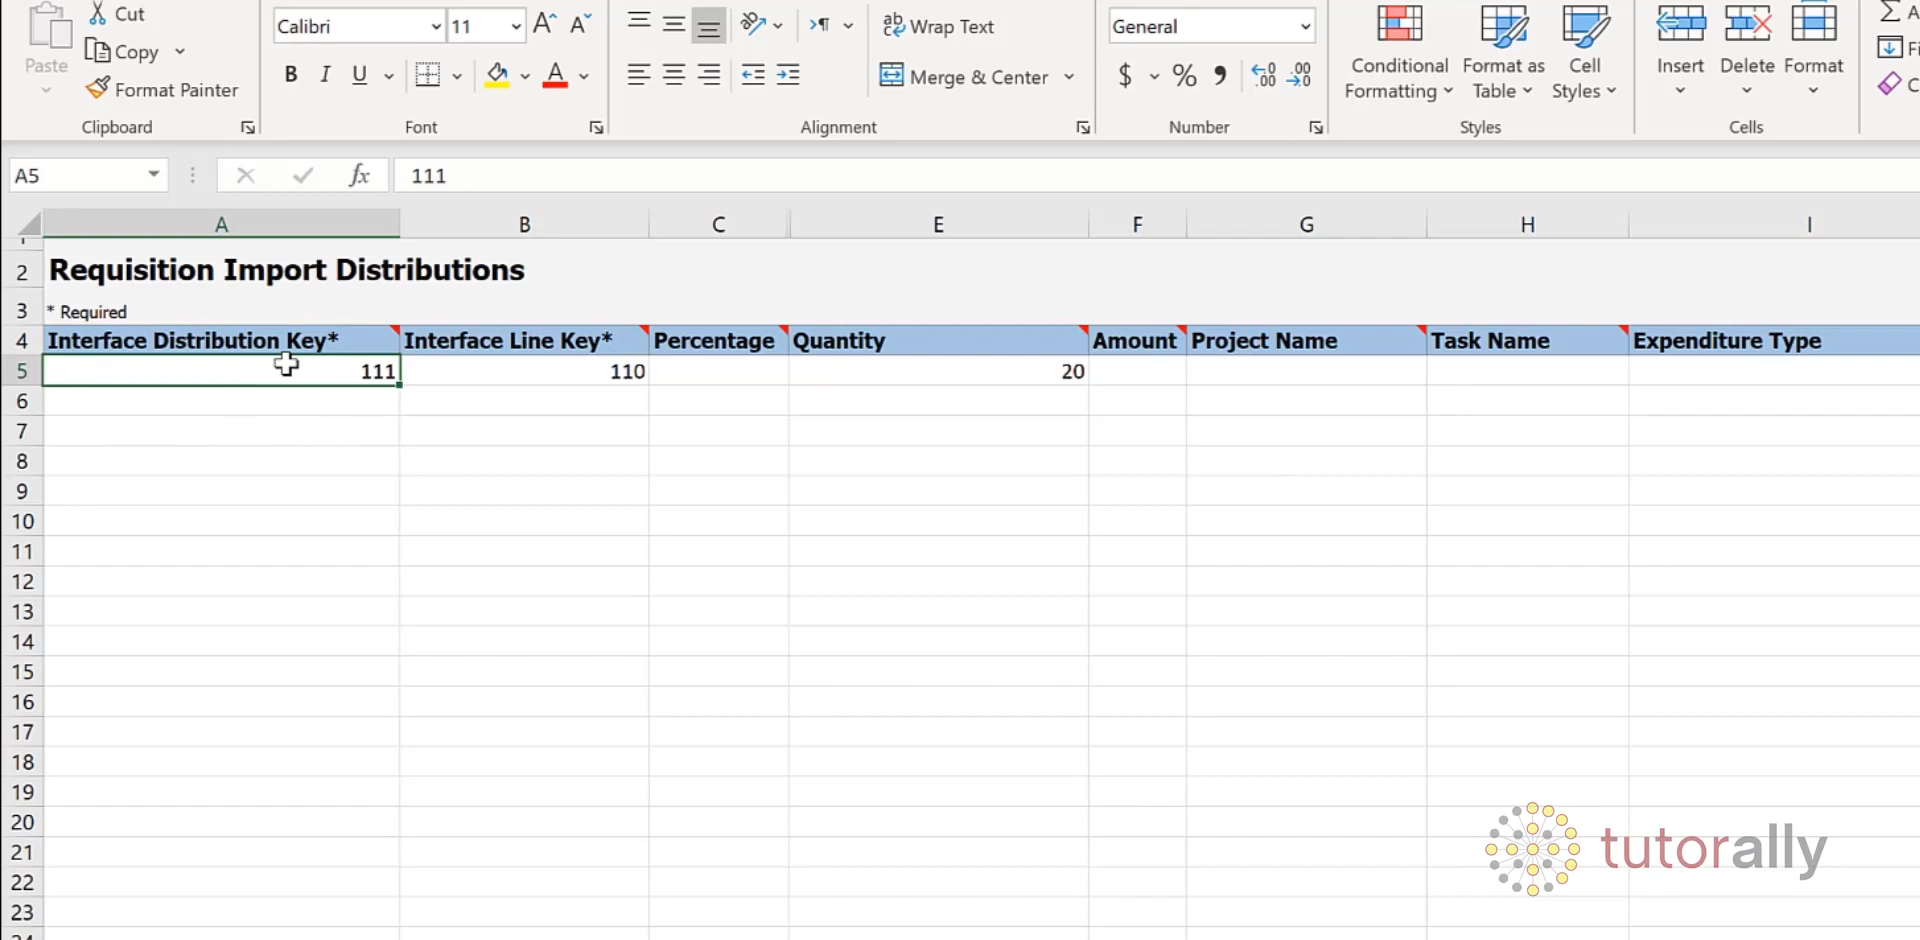 Cut
Copy
Paste
Format Painter
Clipboard
Calibri
11
B I U
A
Font
Wrap Text
Merge & Center
Alignment
General
$ % ,
Number
Conditional Formatting
Format as Table
Cell Styles
Styles
Insert
Delete
Format
Cells
A5
fx
111
A B C E F G H I
2 Requisition Import Distributions
3 * Required
4 Interface Distribution Key* Interface Line Key* Percentage Quantity Amount Project Name Task Name Expenditure Type
5 111 110 20
6
7
8
9
10
11
12
13
14
15
16
17
18
19
20
21
22
23
tutorally